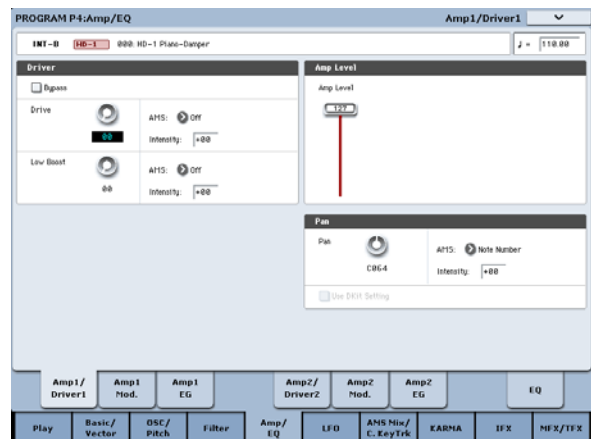 PROGRAM P4:Amp/EQ Amp1/Driver1
INT-B HD-1 000: HD-1 Piano-Damper ♩ = 110.00
Driver
Bypass
Drive
00
AMS: Off
Intensity: +00
Low Boost
00
AMS: Off
Intensity: +00
Amp Level
Amp Level
127
Pan
Pan
C064
AMS: Note Number
Intensity: +00
Use DKit Setting
Amp1/ Driver1
Amp1 Mod.
Amp1 EG
Amp2/ Driver2
Amp2 Mod.
Amp2 EG
EQ
Play
Basic/ Vector
OSC/ Pitch
Filter
Amp/ EQ
LFO
AMS Mix/ C.KeyTrk
KARMA
IFX
MFX/TFX